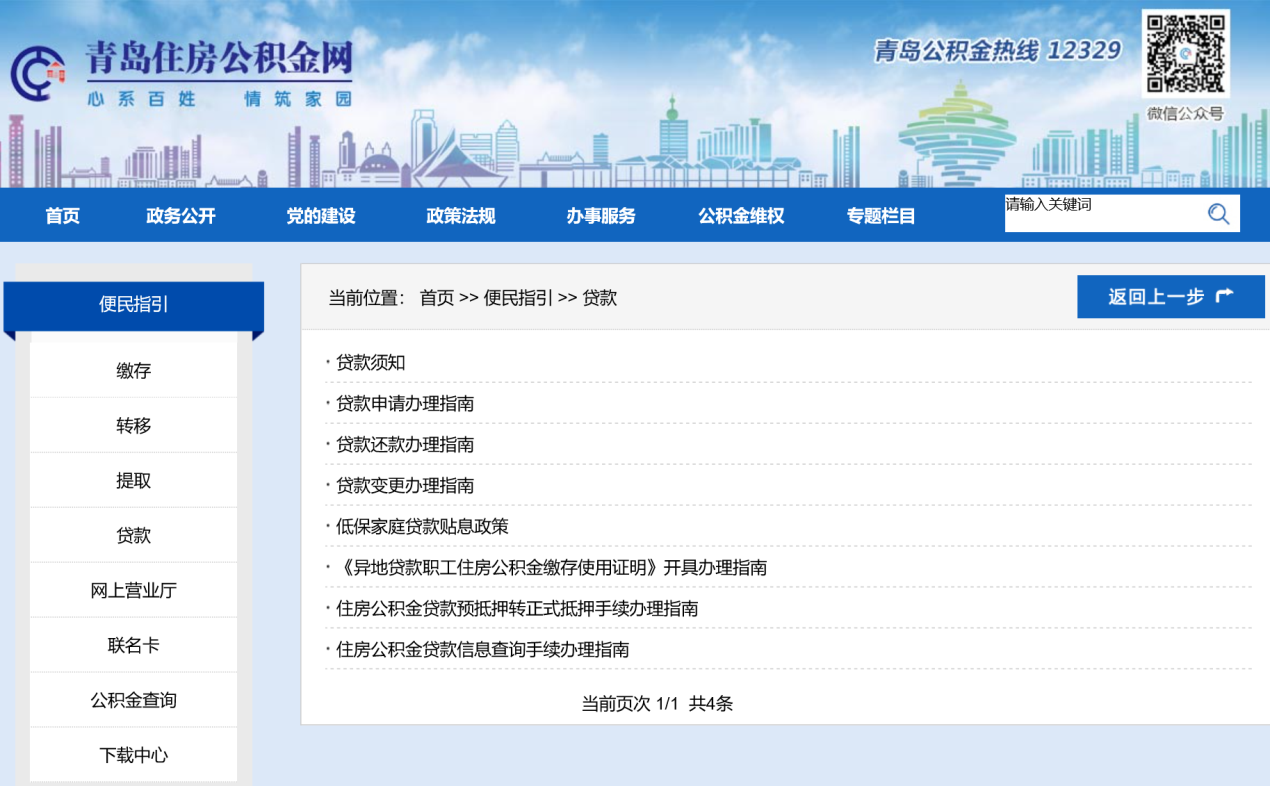 青岛住房公积金网
心系百姓 情筑家园
青岛公积金热线 12329
微信公众号
首页 政务公开 党的建设 政策法规 办事服务 公积金维权 专题栏目 请输入关键词
便民指引
缴存
转移
提取
贷款
网上营业厅
联名卡
公积金查询
下载中心
当前位置： 首页 >> 便民指引 >> 贷款
返回上一步
· 贷款须知
· 贷款申请办理指南
· 贷款还款办理指南
· 贷款变更办理指南
· 低保家庭贷款贴息政策
· 《异地贷款职工住房公积金缴存使用证明》开具办理指南
· 住房公积金贷款预抵押转正式抵押手续办理指南
· 住房公积金贷款信息查询手续办理指南
当前页次 1/1 共4条